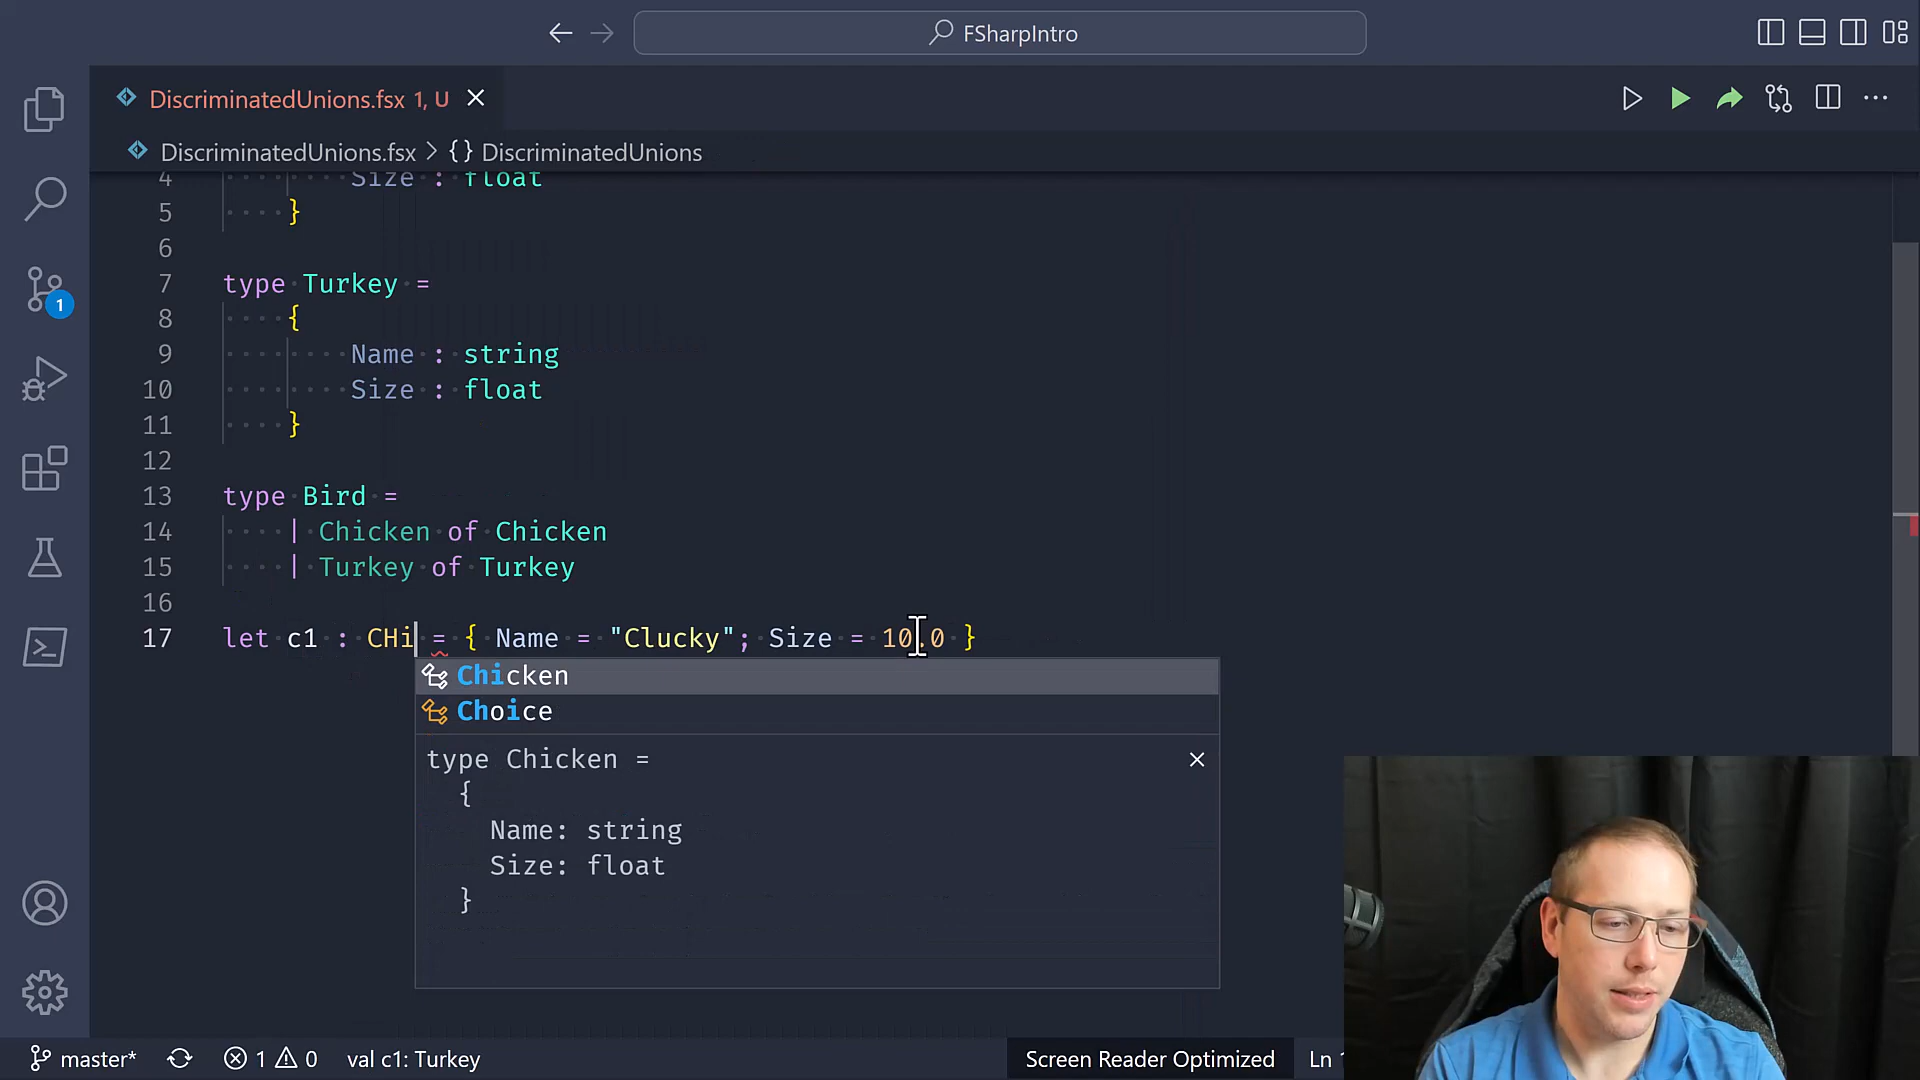 FSharpIntro
DiscriminatedUnions.fsx 1, U
DiscriminatedUnions.fsx > {} DiscriminatedUnions
4 Size : float
5 }
6
7 type Turkey =
8 {
9 Name : string
10 Size : float
11 }
12
13 type Bird =
14 | Chicken of Chicken
15 | Turkey of Turkey
16
17 let c1 : CHi = { Name = "Clucky"; Size = 10.0 }
Chicken
Choice
type Chicken =
{
Name: string
Size: float
}
1
master* 1 0 val c1: Turkey Screen Reader Optimized Ln 1